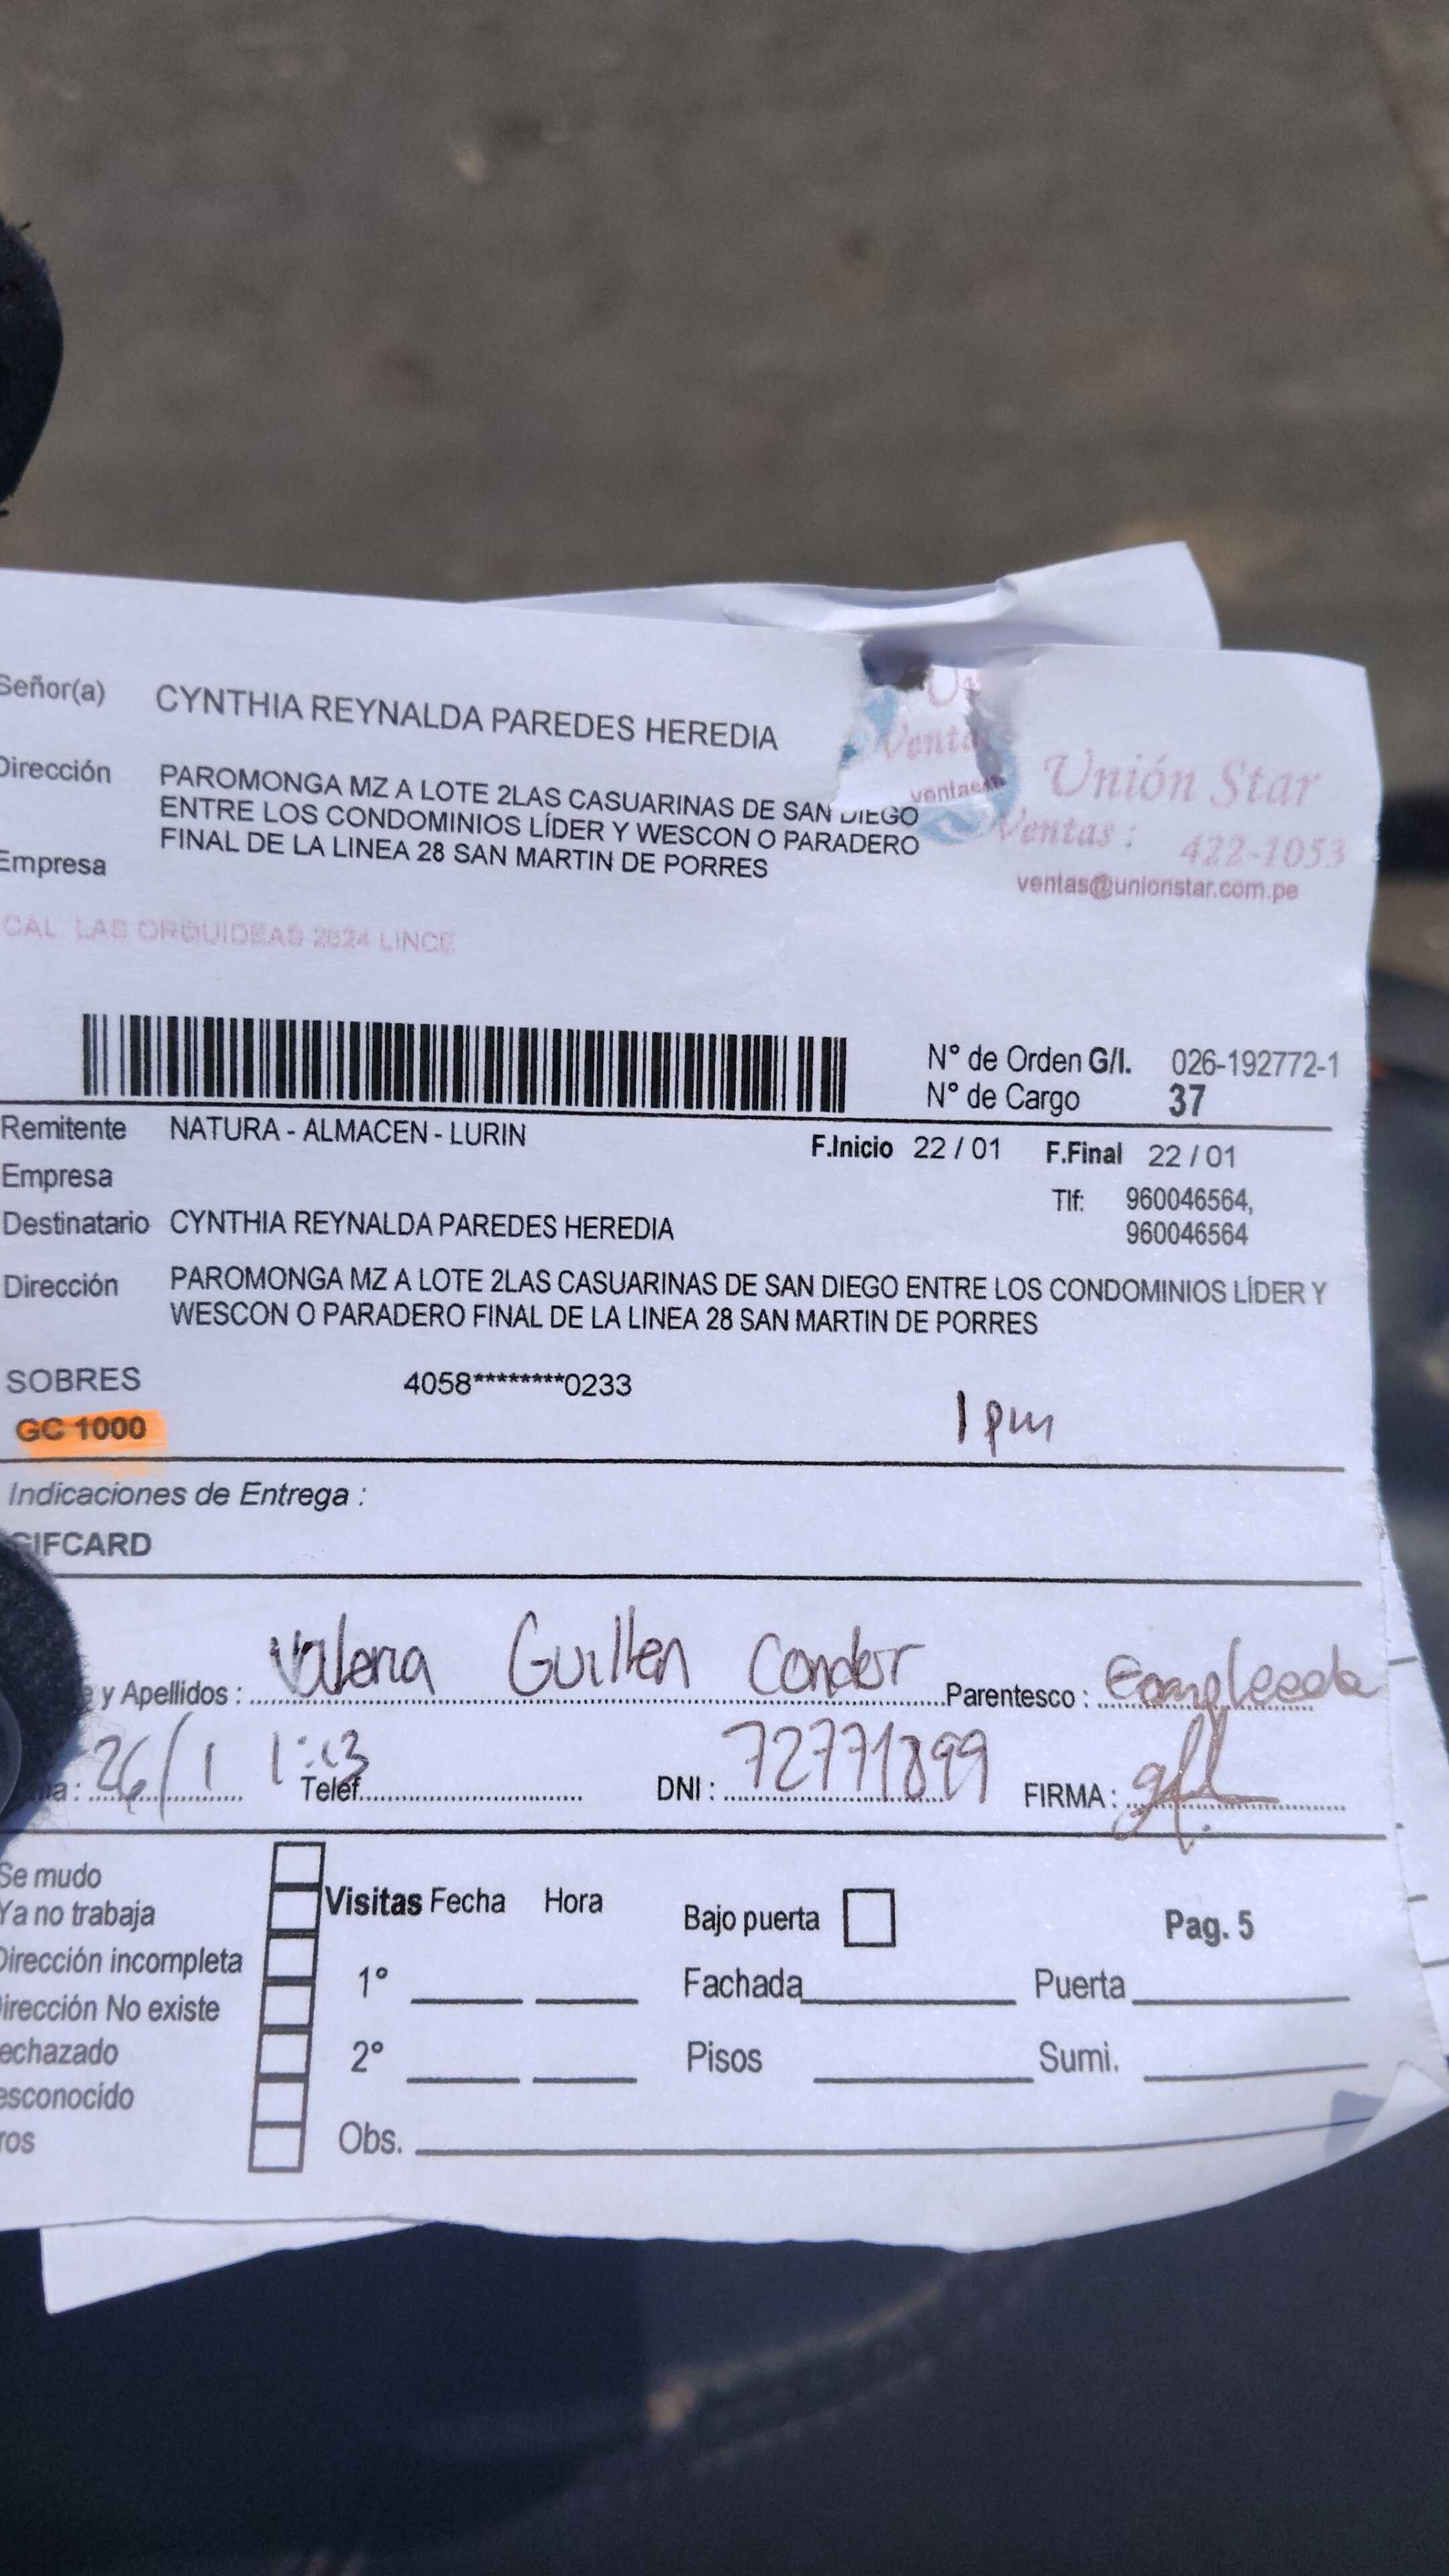 Señor(a) CYNTHIA REYNALDA PAREDES HEREDIA
Dirección PAROMONGA MZ A LOTE 2LAS CASUARINAS DE SAN DIEGO
ENTRE LOS CONDOMINIOS LÍDER Y WESCON O PARADERO
FINAL DE LA LINEA 28 SAN MARTIN DE PORRES
Empresa
Unión Star
Ventas : 422-1053
ventas@unionstar.com.pe
CAL LAS ORQUIDEAS 2624 LINCE
N° de Orden G/I. 026-192772-1
N° de Cargo 37
Remitente NATURA - ALMACEN - LURIN F.Inicio 22 / 01 F.Final 22 / 01
Empresa
Tlf: 960046564,
960046564
Destinatario CYNTHIA REYNALDA PAREDES HEREDIA
Dirección PAROMONGA MZ A LOTE 2LAS CASUARINAS DE SAN DIEGO ENTRE LOS CONDOMINIOS LÍDER Y
WESCON O PARADERO FINAL DE LA LINEA 28 SAN MARTIN DE PORRES
SOBRES 4058********0233
GC 1000 1 pm
Indicaciones de Entrega :
GIFCARD
e y Apellidos : Valeria Guillen Condor Parentesco : Empleada
26/1 1:13 Telef. DNI : 72771899 FIRMA :
Se mudo
Ya no trabaja
Dirección incompleta
Dirección No existe
echazado
esconocido
ros
Visitas Fecha Hora
1°
2°
Obs.
Bajo puerta Pag. 5
Fachada Puerta
Pisos Sumi.